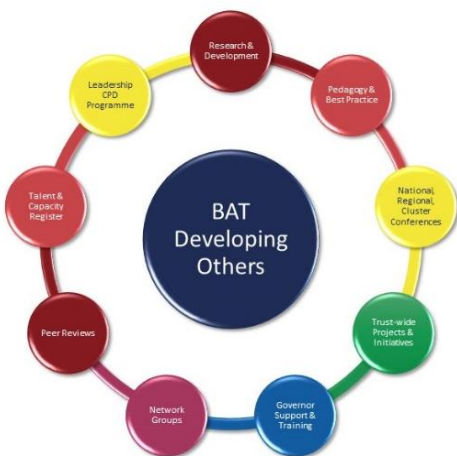 Research &
Development
Pedagogy &
Best Practice
National,
Regional,
Cluster
Conferences
Trust-wide
Projects &
Initiatives
Governor
Support &
Training
Network
Groups
Peer Reviews
Talent &
Capacity
Register
Leadership
CPD
Programme
BAT
Developing
Others